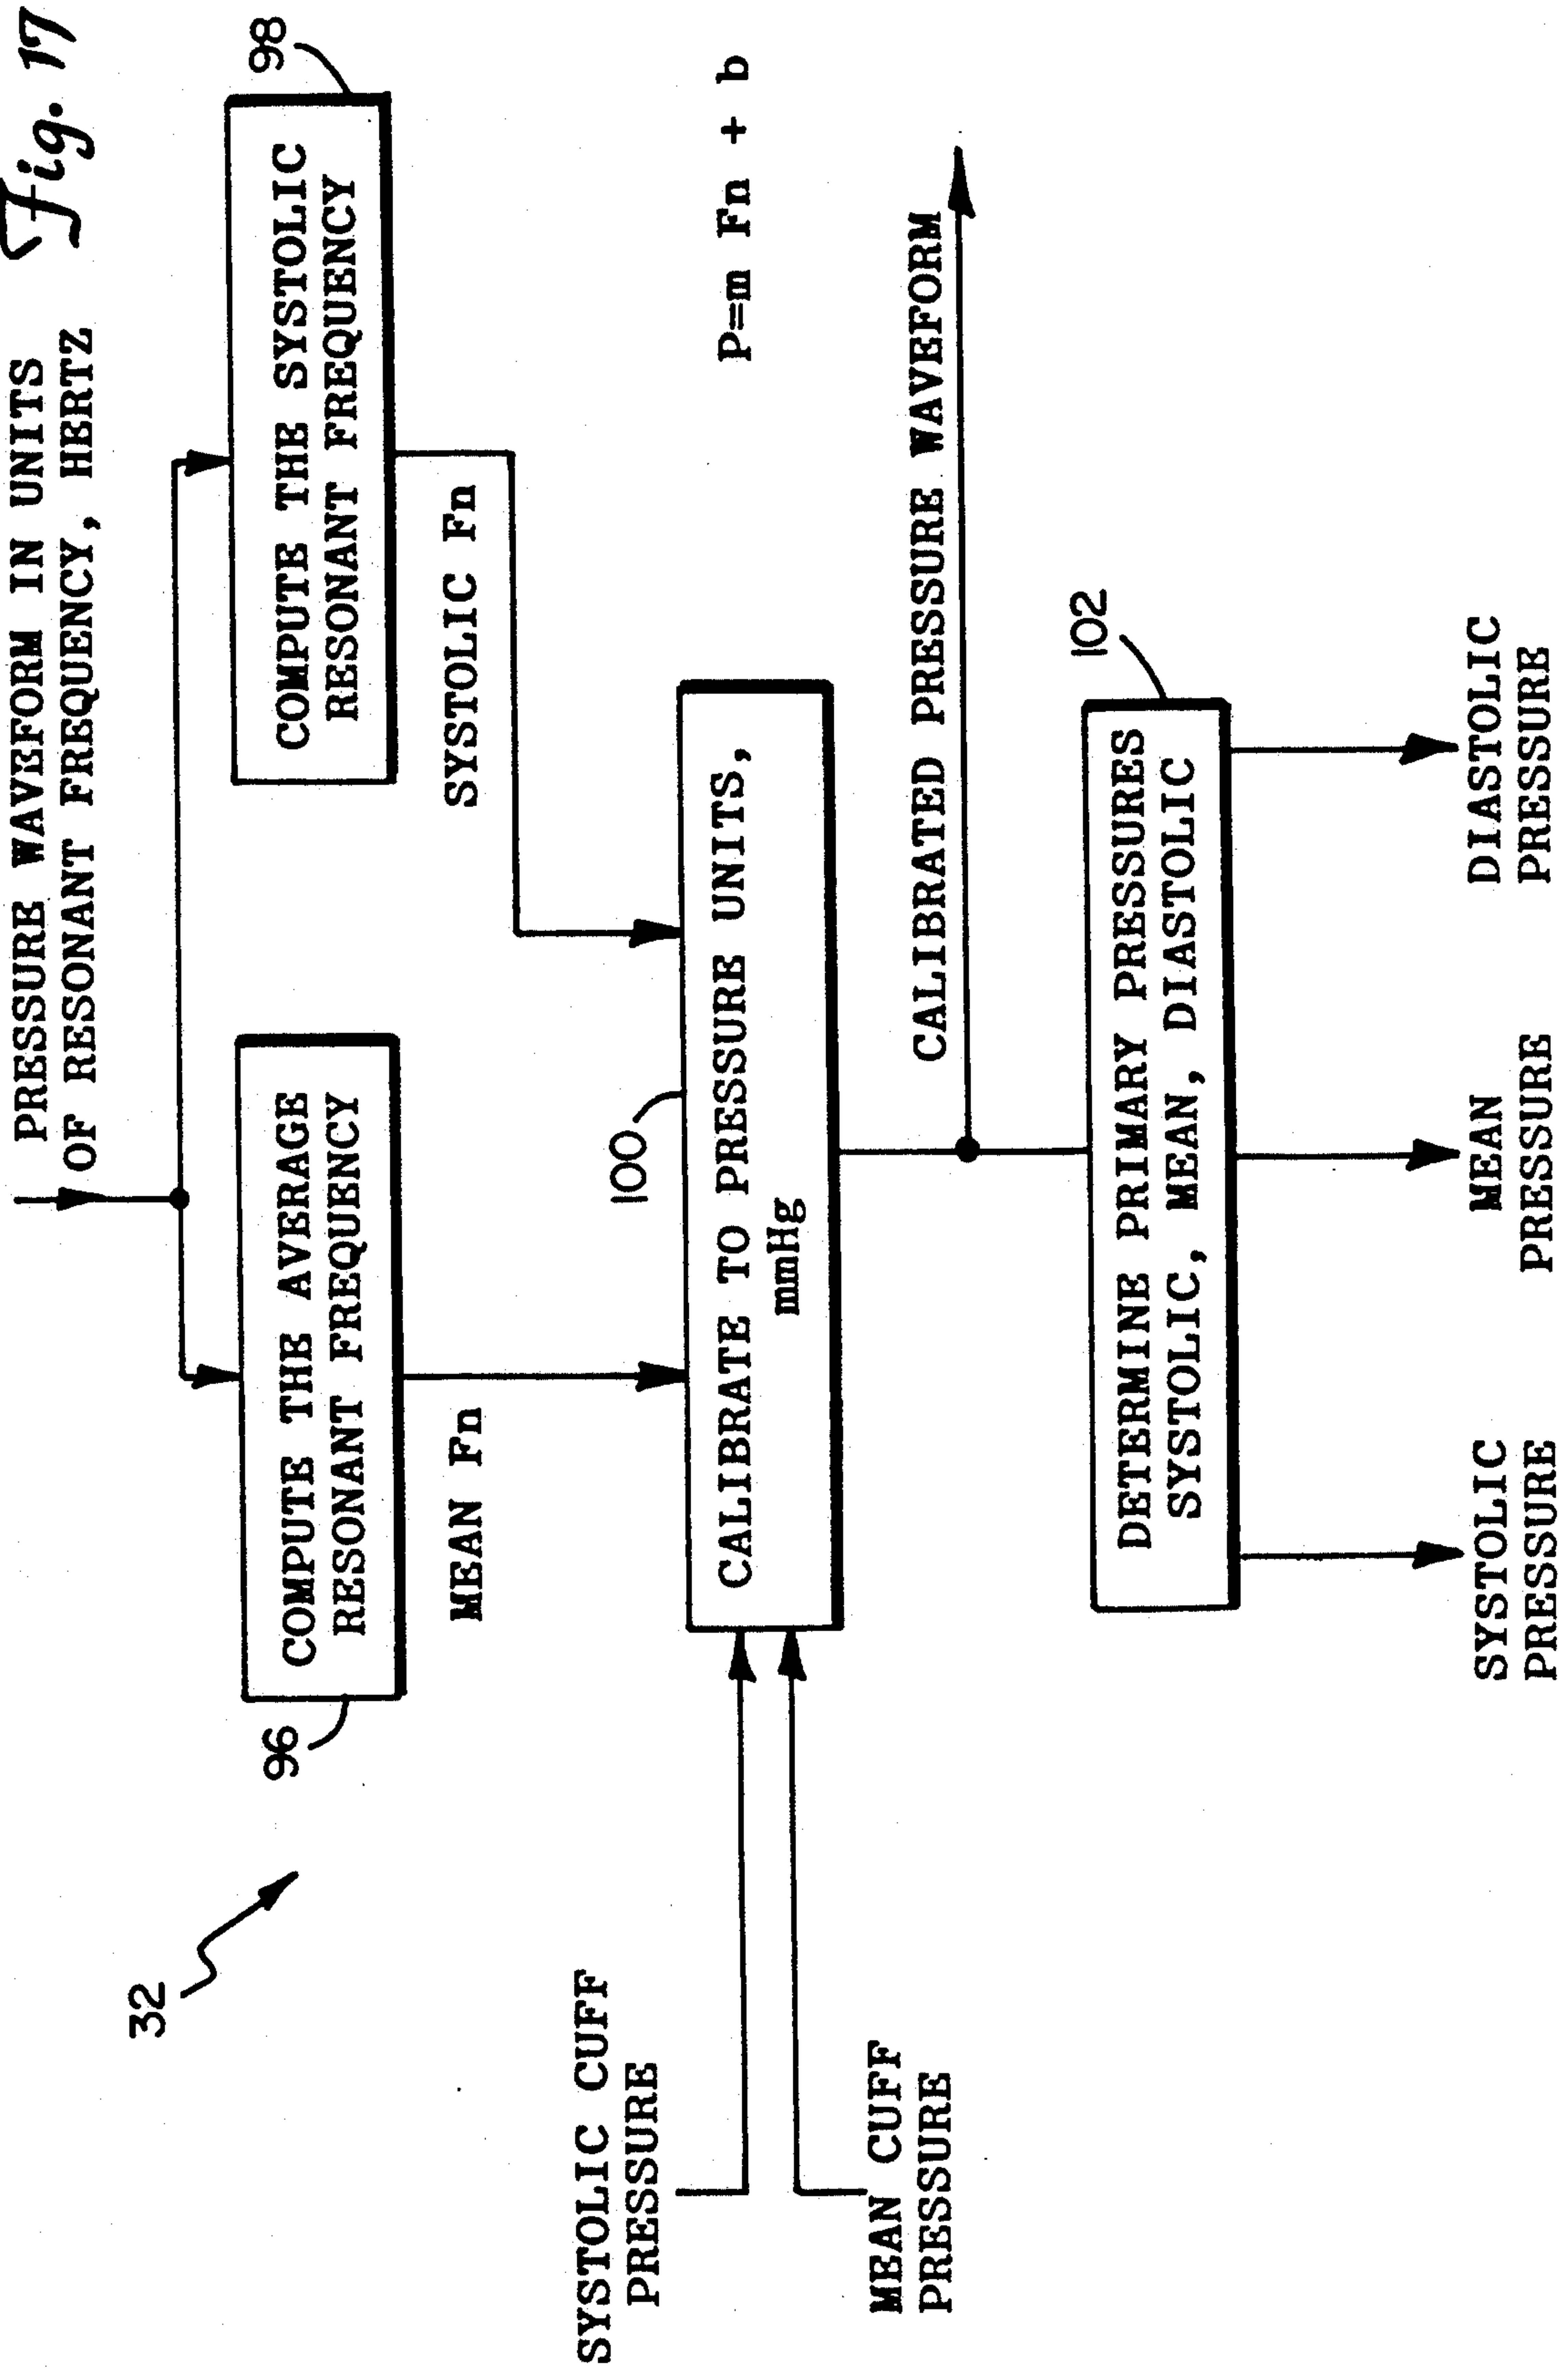 Fig. 17
PRESSURE WAVEFORM IN UNITS
OF RESONANT FREQUENCY, HERTZ
32
96
COMPUTE THE AVERAGE
RESONANT FREQUENCY
98
COMPUTE THE SYSTOLIC
RESONANT FREQUENCY
MEAN Fn
SYSTOLIC Fn
SYSTOLIC CUFF
PRESSURE
MEAN CUFF
PRESSURE
100
CALIBRATE TO PRESSURE UNITS,
mmHg
P=m Fn + b
CALIBRATED PRESSURE WAVEFORM
102
DETERMINE PRIMARY PRESSURES
SYSTOLIC, MEAN, DIASTOLIC
SYSTOLIC
PRESSURE
MEAN
PRESSURE
DIASTOLIC
PRESSURE